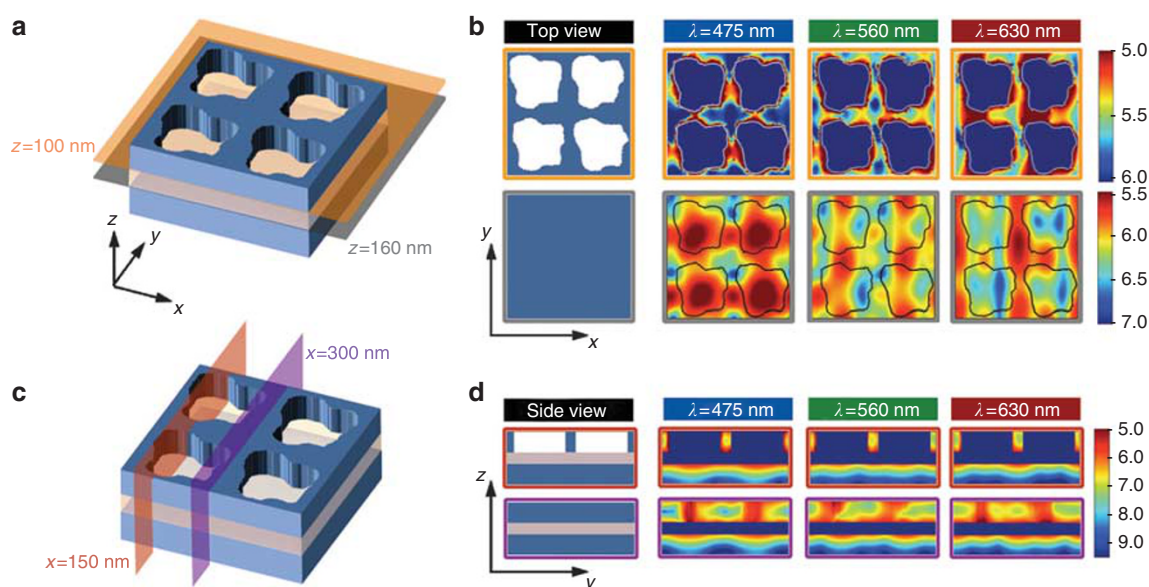 a
z=100 nm
z=160 nm
z
y
x
b
Top view
λ=475 nm
λ=560 nm
λ=630 nm
5.0
5.5
6.0
5.5
6.0
6.5
7.0
y
x
c
x=300 nm
x=150 nm
d
Side view
λ=475 nm
λ=560 nm
λ=630 nm
5.0
6.0
7.0
8.0
9.0
z
y